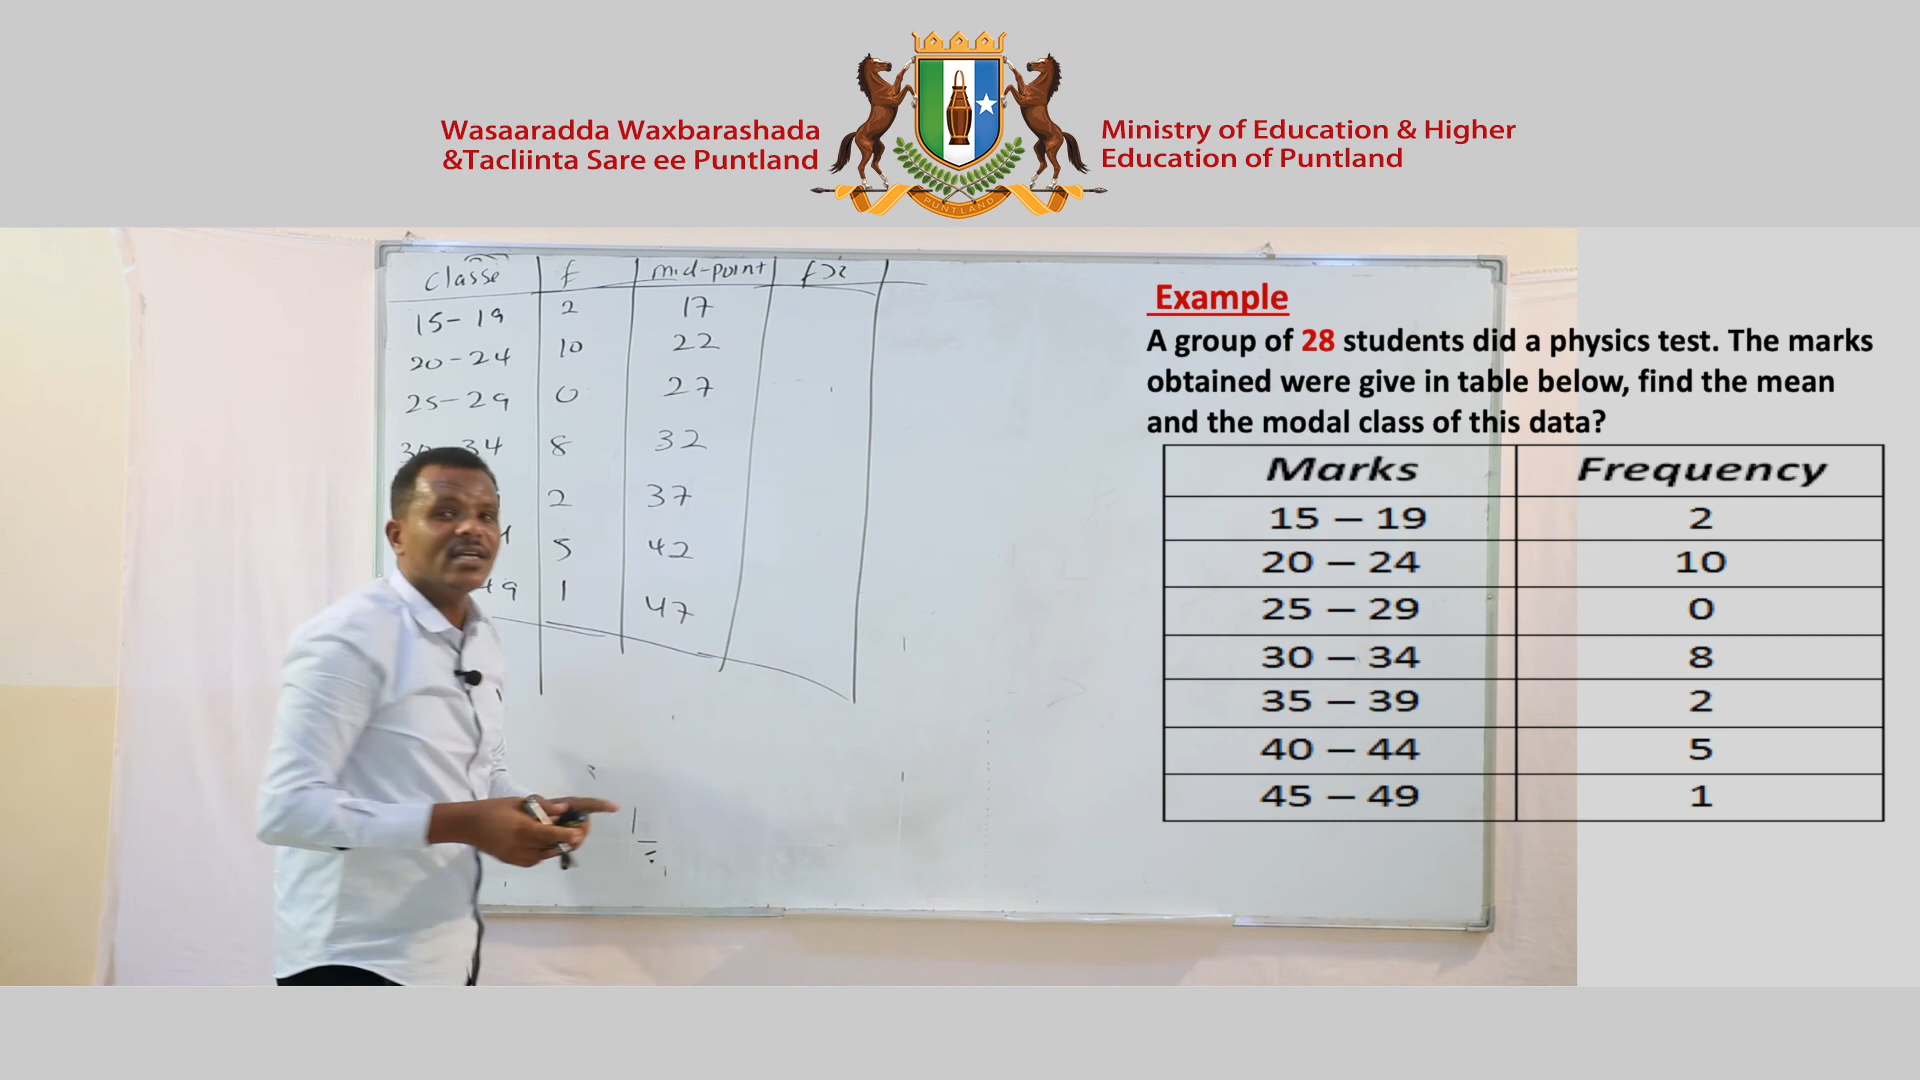 Wasaaradda Waxbarashada
&Tacliinta Sare ee Puntland
PUNTLAND
Ministry of Education & Higher
Education of Puntland
Classe f mid-point fx
15-19 2 17
20-24 10 22
25-29 0 27
30-34 8 32
2 37
4 5 42
49 1 47
Example
A group of 28 students did a physics test. The marks
obtained were give in table below, find the mean
and the modal class of this data?
Marks Frequency
15 – 19 2
20 – 24 10
25 – 29 0
30 – 34 8
35 – 39 2
40 – 44 5
45 – 49 1